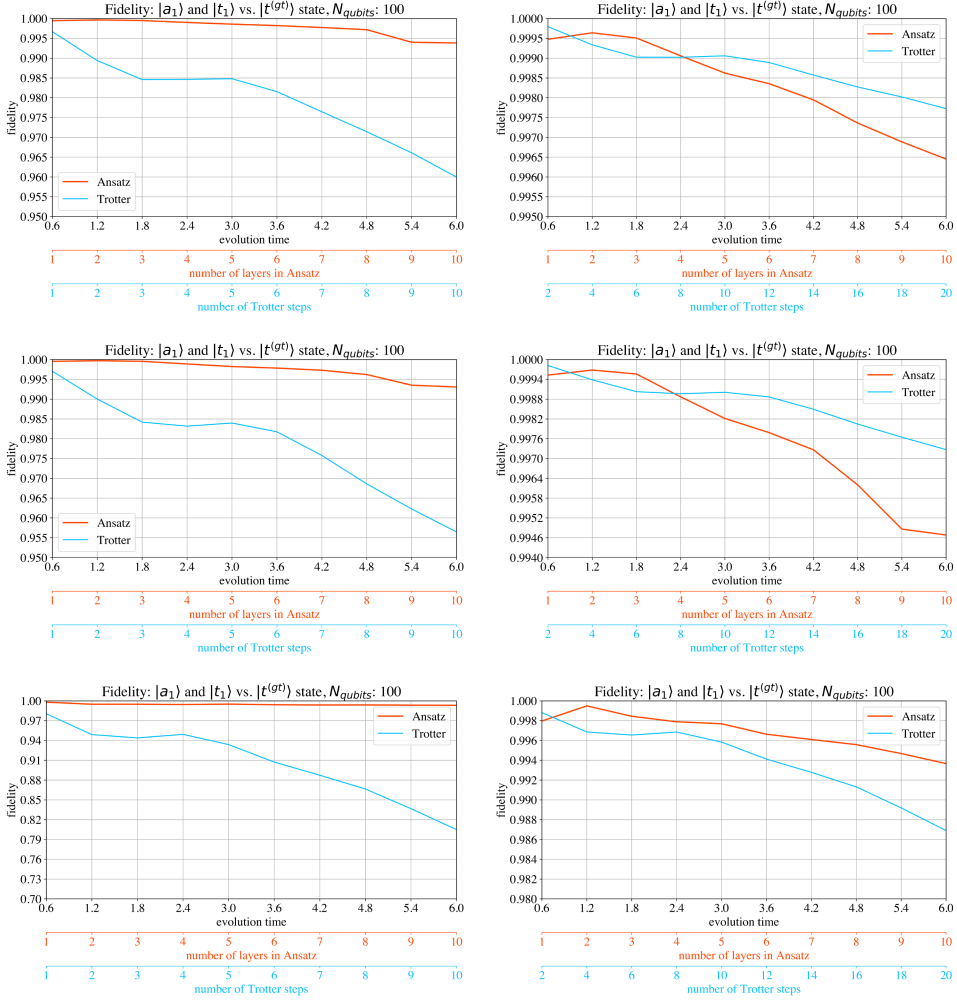 Fidelity: |a₁⟩ and |t₁⟩ vs. |t⁽ᵍᵗ⁾⟩ state, N_qubits: 100
1.000
0.995
0.990
0.985
0.980
0.975
0.970
0.965
0.960
0.955
0.950
fidelity
Ansatz
Trotter
0.6 1.2 1.8 2.4 3.0 3.6 4.2 4.8 5.4 6.0
evolution time
1 2 3 4 5 6 7 8 9 10
number of layers in Ansatz
1 2 3 4 5 6 7 8 9 10
number of Trotter steps
Fidelity: |a₁⟩ and |t₁⟩ vs. |t⁽ᵍᵗ⁾⟩ state, N_qubits: 100
1.0000
0.9995
0.9990
0.9985
0.9980
0.9975
0.9970
0.9965
0.9960
0.9955
0.9950
fidelity
Ansatz
Trotter
0.6 1.2 1.8 2.4 3.0 3.6 4.2 4.8 5.4 6.0
evolution time
1 2 3 4 5 6 7 8 9 10
number of layers in Ansatz
2 4 6 8 10 12 14 16 18 20
number of Trotter steps
Fidelity: |a₁⟩ and |t₁⟩ vs. |t⁽ᵍᵗ⁾⟩ state, N_qubits: 100
1.000
0.995
0.990
0.985
0.980
0.975
0.970
0.965
0.960
0.955
0.950
fidelity
Ansatz
Trotter
0.6 1.2 1.8 2.4 3.0 3.6 4.2 4.8 5.4 6.0
evolution time
1 2 3 4 5 6 7 8 9 10
number of layers in Ansatz
1 2 3 4 5 6 7 8 9 10
number of Trotter steps
Fidelity: |a₁⟩ and |t₁⟩ vs. |t⁽ᵍᵗ⁾⟩ state, N_qubits: 100
1.0000
0.9994
0.9988
0.9982
0.9976
0.9970
0.9964
0.9958
0.9952
0.9946
0.9940
fidelity
Ansatz
Trotter
0.6 1.2 1.8 2.4 3.0 3.6 4.2 4.8 5.4 6.0
evolution time
1 2 3 4 5 6 7 8 9 10
number of layers in Ansatz
2 4 6 8 10 12 14 16 18 20
number of Trotter steps
Fidelity: |a₁⟩ and |t₁⟩ vs. |t⁽ᵍᵗ⁾⟩ state, N_qubits: 100
1.00
0.97
0.94
0.91
0.88
0.85
0.82
0.79
0.76
0.73
0.70
fidelity
Ansatz
Trotter
0.6 1.2 1.8 2.4 3.0 3.6 4.2 4.8 5.4 6.0
evolution time
1 2 3 4 5 6 7 8 9 10
number of layers in Ansatz
1 2 3 4 5 6 7 8 9 10
number of Trotter steps
Fidelity: |a₁⟩ and |t₁⟩ vs. |t⁽ᵍᵗ⁾⟩ state, N_qubits: 100
1.000
0.998
0.996
0.994
0.992
0.990
0.988
0.986
0.984
0.982
0.980
fidelity
Ansatz
Trotter
0.6 1.2 1.8 2.4 3.0 3.6 4.2 4.8 5.4 6.0
evolution time
1 2 3 4 5 6 7 8 9 10
number of layers in Ansatz
2 4 6 8 10 12 14 16 18 20
number of Trotter steps